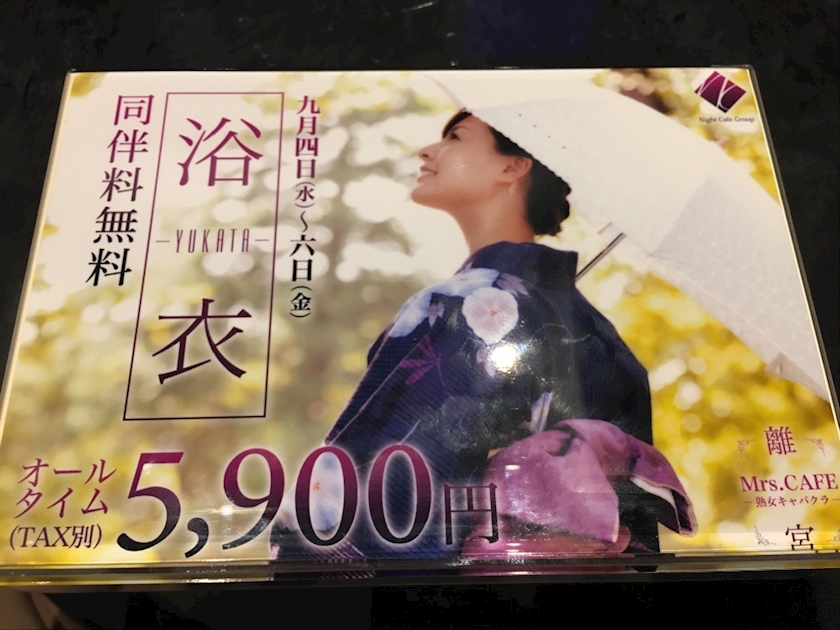 九月四日(水)～六日(金)
浴衣
-YUKATA-
同伴料無料
オール
タイム
(TAX別)
5,900円
Night Cafe Group
離宮
Mrs.CAFE
-熟女キャバクラ-